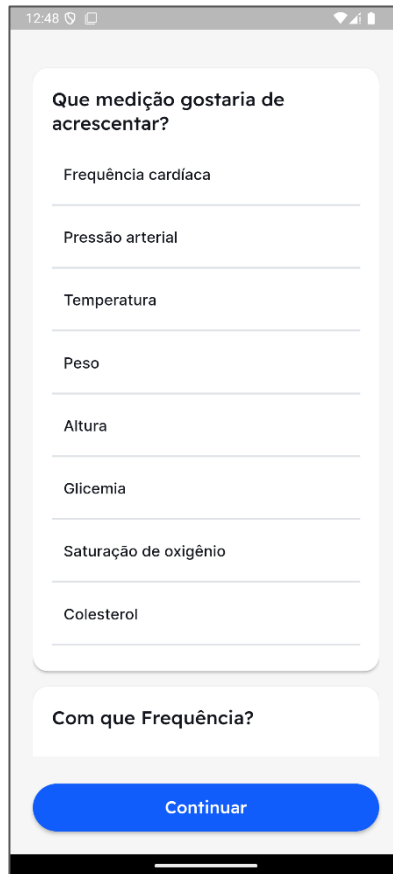 12:48
Que medição gostaria de
acrescentar?
Frequência cardíaca
Pressão arterial
Temperatura
Peso
Altura
Glicemia
Saturação de oxigênio
Colesterol
Com que Frequência?
Continuar